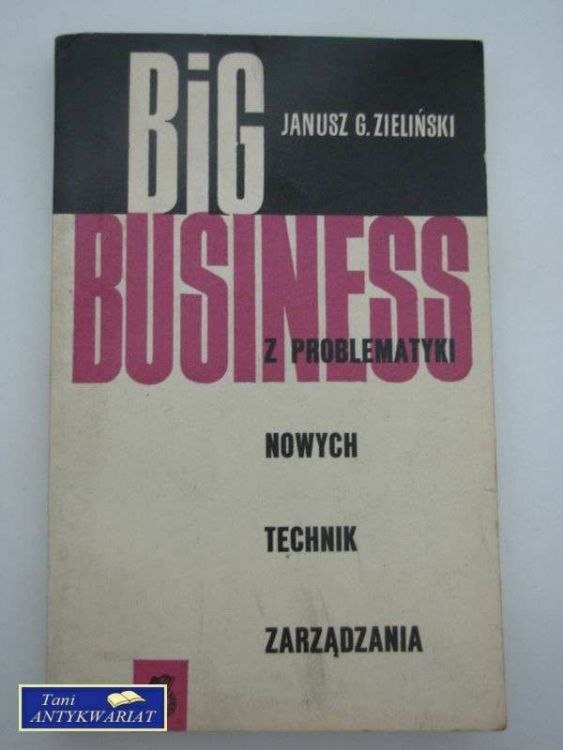 BiG
JANUSZ G. ZIELIŃSKI
BUSINESS
Z PROBLEMATYKI
NOWYCH
TECHNIK
ZARZĄDZANIA
Tani
ANTYKWARIAT